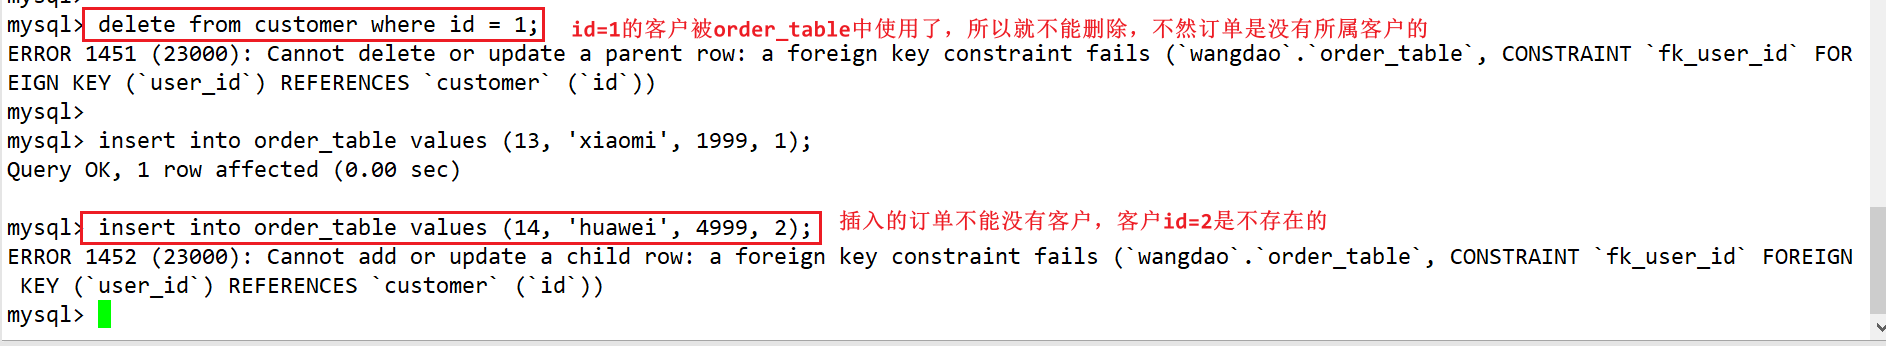 mysql> delete from customer where id = 1; id=1的客户被order_table中使用了，所以就不能删除，不然订单是没有所属客户的
ERROR 1451 (23000): Cannot delete or update a parent row: a foreign key constraint fails (`wangdao`.`order_table`, CONSTRAINT `fk_user_id` FOR
EIGN KEY (`user_id`) REFERENCES `customer` (`id`))
mysql>
mysql> insert into order_table values (13, 'xiaomi', 1999, 1);
Query OK, 1 row affected (0.00 sec)
mysql> insert into order_table values (14, 'huawei', 4999, 2); 插入的订单不能没有客户，客户id=2是不存在的
ERROR 1452 (23000): Cannot add or update a child row: a foreign key constraint fails (`wangdao`.`order_table`, CONSTRAINT `fk_user_id` FOREIGN
 KEY (`user_id`) REFERENCES `customer` (`id`))
mysql>